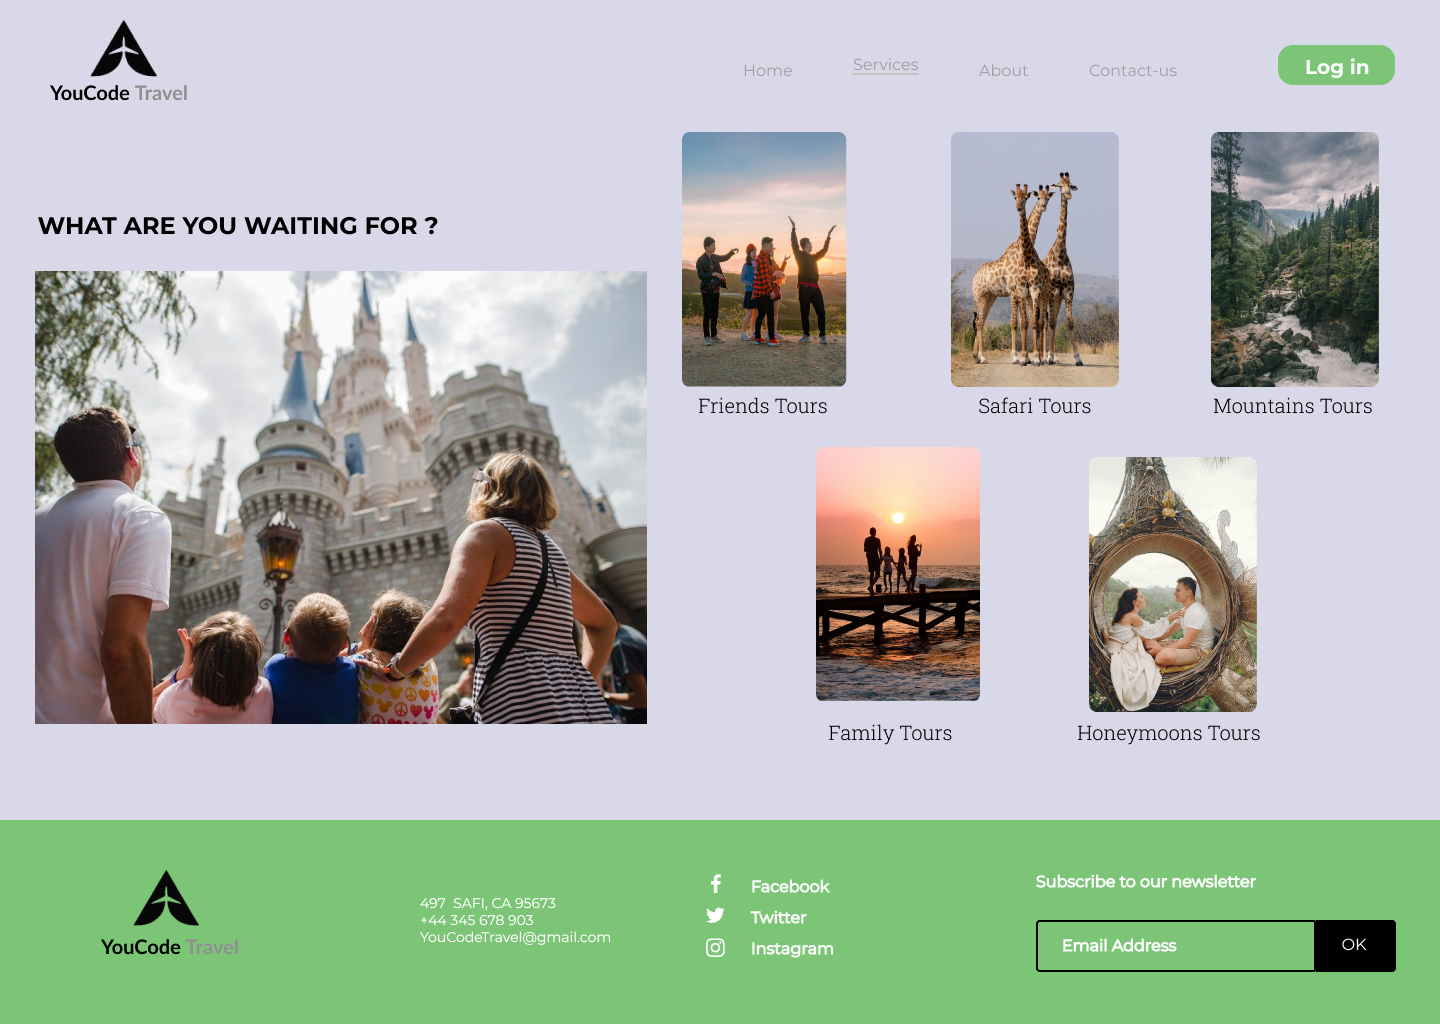 YouCode Travel
Home
Services
About
Contact-us
Log in
WHAT ARE YOU WAITING FOR ?
Friends Tours
Safari Tours
Mountains Tours
Family Tours
Honeymoons Tours
YouCode Travel
497  SAFI, CA 95673
+44 345 678 903
YouCodeTravel@gmail.com
Facebook
Twitter
Instagram
Subscribe to our newsletter
Email Address
OK